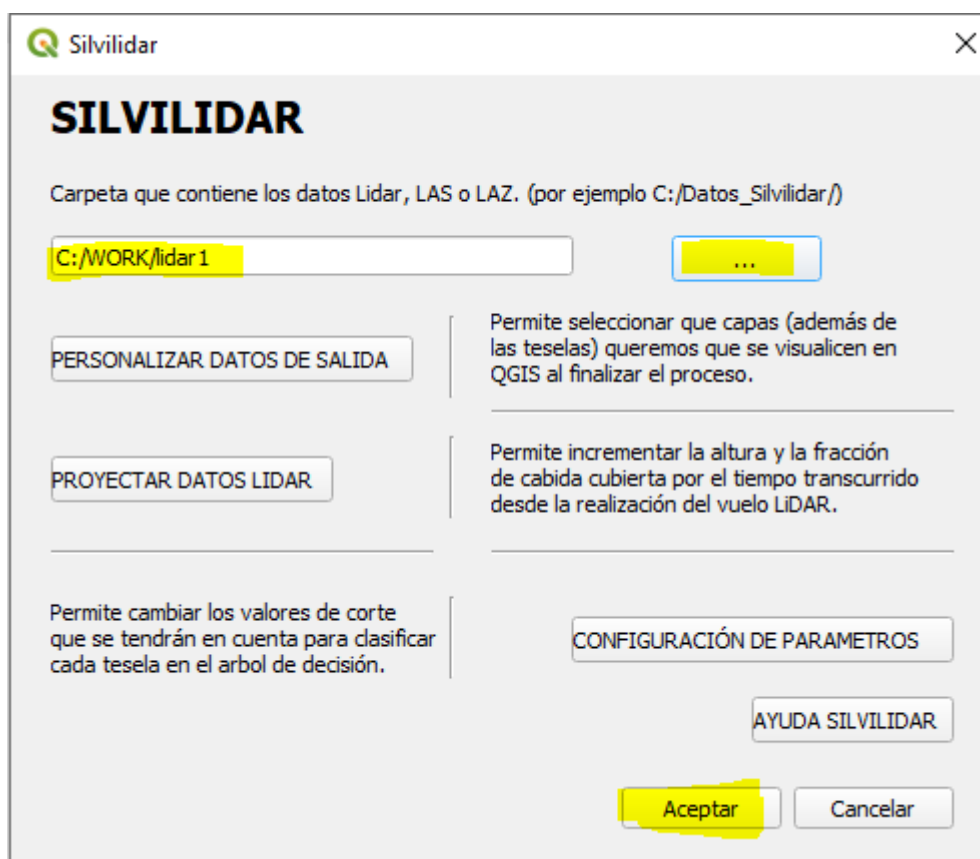 Silvilidar
SILVILIDAR
Carpeta que contiene los datos Lidar, LAS o LAZ. (por ejemplo C:/Datos_Silvilidar/)
C:/WORK/lidar1
...
PERSONALIZAR DATOS DE SALIDA
Permite seleccionar que capas (además de
las teselas) queremos que se visualicen en
QGIS al finalizar el proceso.
PROYECTAR DATOS LIDAR
Permite incrementar la altura y la fracción
de cabida cubierta por el tiempo transcurrido
desde la realización del vuelo LiDAR.
Permite cambiar los valores de corte
que se tendrán en cuenta para clasificar
cada tesela en el arbol de decisión.
CONFIGURACIÓN DE PARAMETROS
AYUDA SILVILIDAR
Aceptar
Cancelar